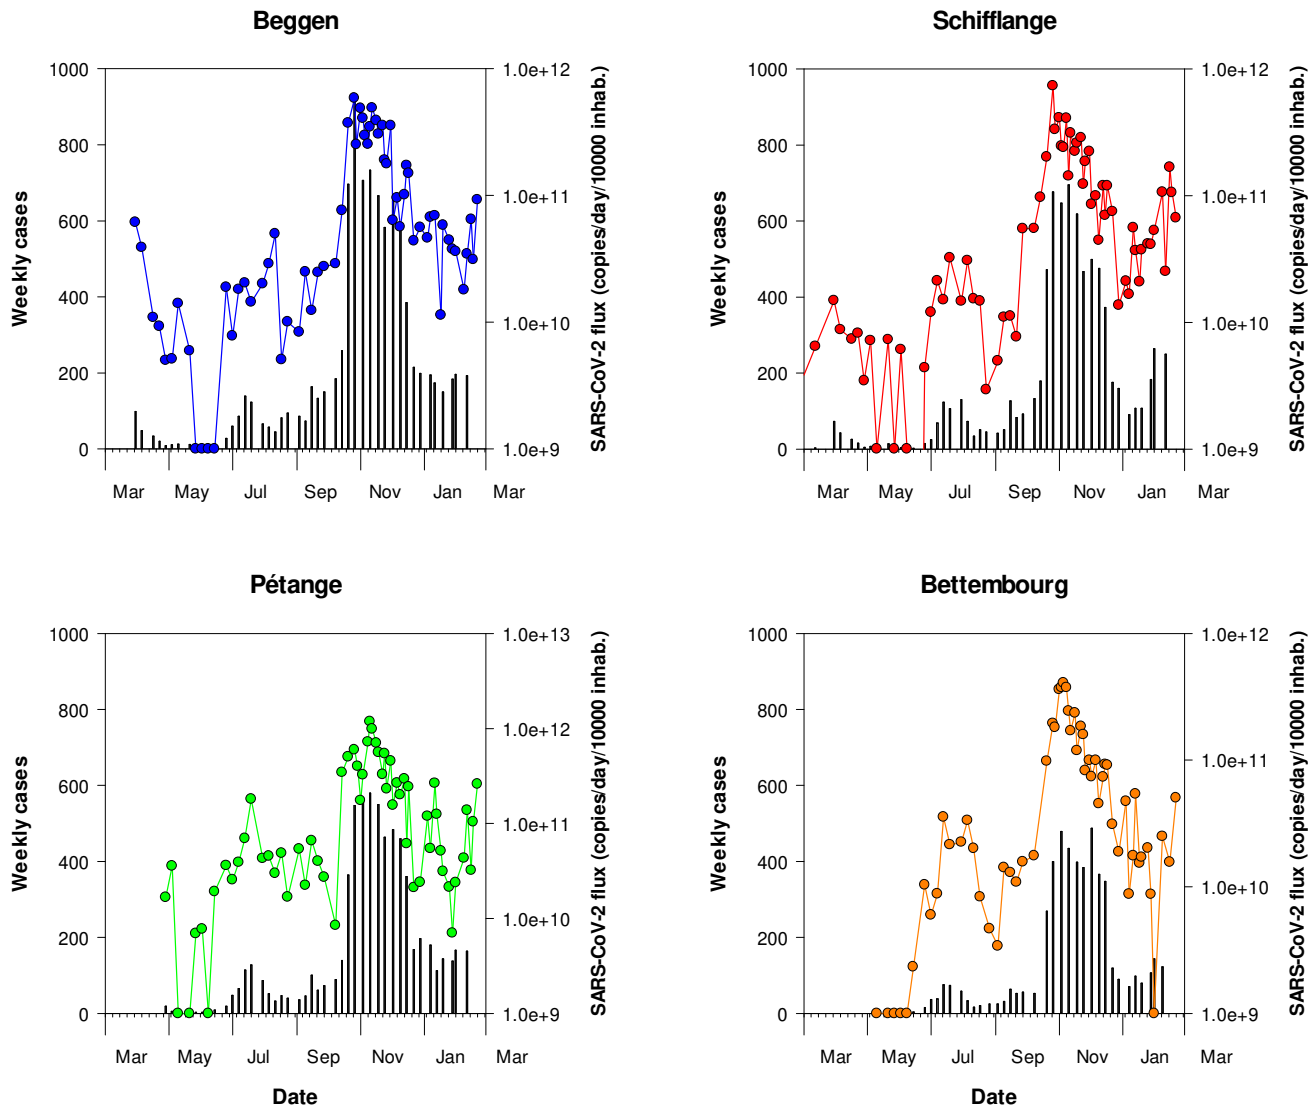 Beggen
1000
800
600
400
200
0
Weekly cases
1.0e+12
1.0e+11
1.0e+10
1.0e+9
SARS-CoV-2 flux (copies/day/10000 inhab.)
Mar May Jul Sep Nov Jan Mar
Schifflange
1000
800
600
400
200
0
Weekly cases
1.0e+12
1.0e+11
1.0e+10
1.0e+9
SARS-CoV-2 flux (copies/day/10000 inhab.)
Mar May Jul Sep Nov Jan Mar
Pétange
1000
800
600
400
200
0
Weekly cases
1.0e+13
1.0e+12
1.0e+11
1.0e+10
1.0e+9
SARS-CoV-2 flux (copies/day/10000 inhab.)
Mar May Jul Sep Nov Jan Mar
Date
Bettembourg
1000
800
600
400
200
0
Weekly cases
1.0e+12
1.0e+11
1.0e+10
1.0e+9
SARS-CoV-2 flux (copies/day/10000 inhab.)
Mar May Jul Sep Nov Jan Mar
Date